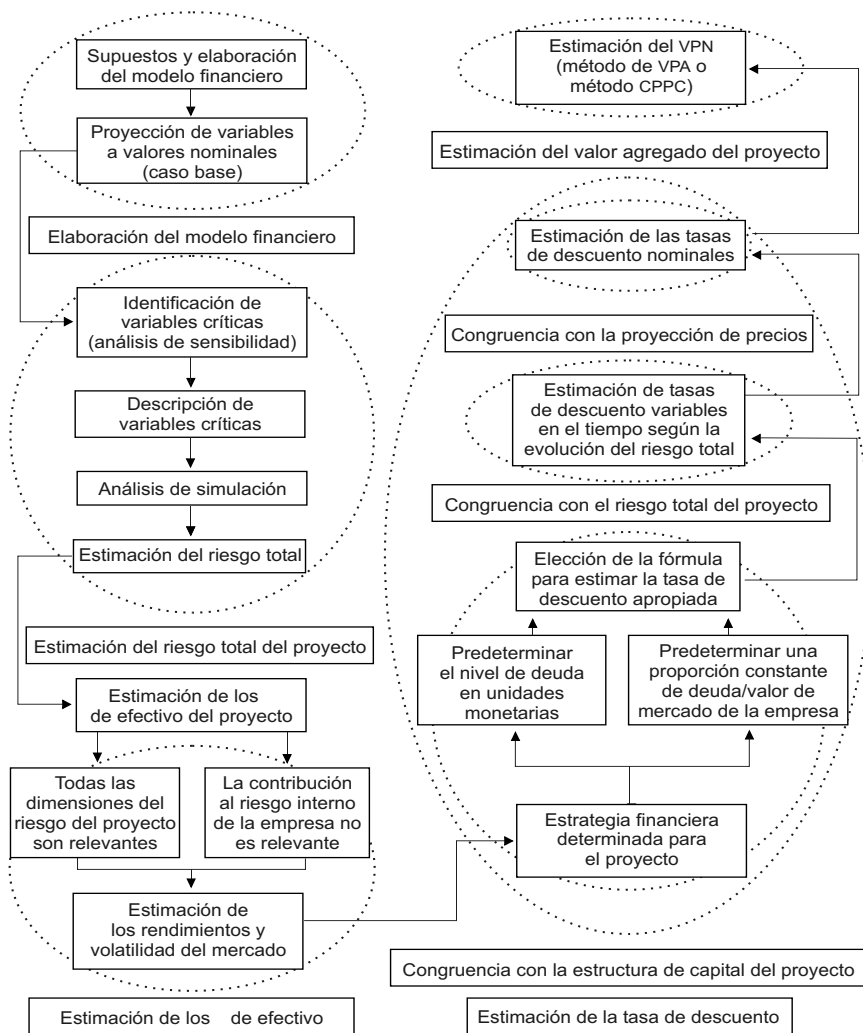 Supuestos y elaboración
del modelo financiero
Proyección de variables
a valores nominales
(caso base)
Elaboración del modelo financiero
Identificación de
variables críticas
(análisis de sensibilidad)
Descripción de
variables críticas
Análisis de simulación
Estimación del riesgo total
Estimación del riesgo total del proyecto
Estimación de los
de efectivo del proyecto
Todas las
dimensiones del
riesgo del proyecto
son relevantes
La contribución
al riesgo interno
de la empresa no
es relevante
Estimación de
los rendimientos y
volatilidad del mercado
Estimación de los de efectivo
Estimación del VPN
(método de VPA o
método CPPC)
Estimación del valor agregado del proyecto
Estimación de las tasas
de descuento nominales
Congruencia con la proyección de precios
Estimación de tasas
de descuento variables
en el tiempo según la
evolución del riesgo total
Congruencia con el riesgo total del proyecto
Elección de la fórmula
para estimar la tasa de
descuento apropiada
Predeterminar
el nivel de deuda
en unidades
monetarias
Predeterminar una
proporción constante
de deuda/valor de
mercado de la empresa
Estrategia financiera
determinada para
el proyecto
Congruencia con la estructura de capital del proyecto
Estimación de la tasa de descuento